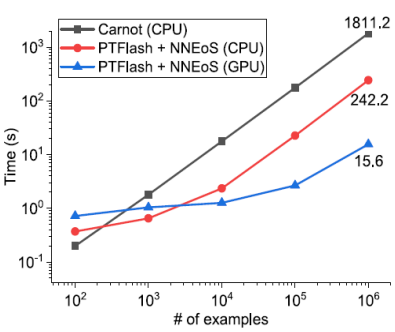 Carnot (CPU)
PTFlash + NNEoS (CPU)
PTFlash + NNEoS (GPU)
1811.2
242.2
15.6
Time (s)
10³
10²
10¹
10⁰
10⁻¹
10² 10³ 10⁴ 10⁵ 10⁶
# of examples